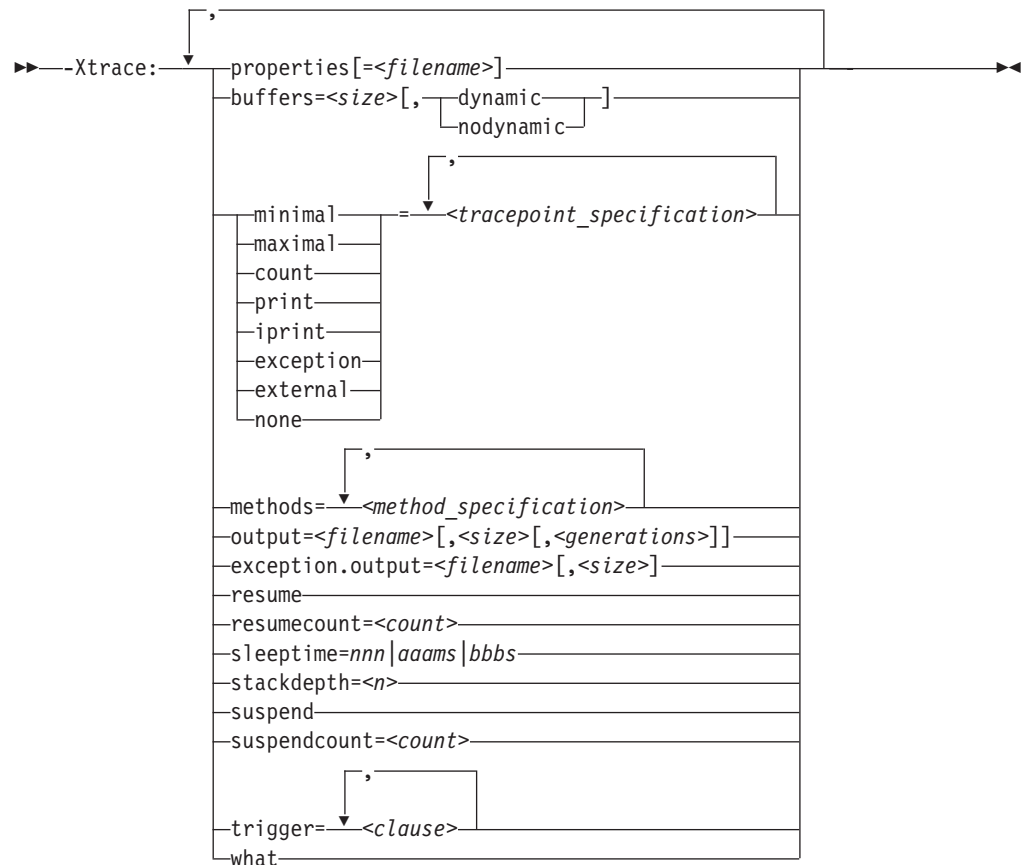 ,
-Xtrace: properties[=<filename>]
buffers=<size>[, dynamic ]
nodynamic
,
minimal = <tracepoint_specification>
maximal
count
print
iprint
exception
external
none
,
methods= <method_specification>
output=<filename>[,<size>[,<generations>]]
exception.output=<filename>[,<size>]
resume
resumecount=<count>
sleeptime=nnn|aaams|bbbs
stackdepth=<n>
suspend
suspendcount=<count>
,
trigger= <clause>
what